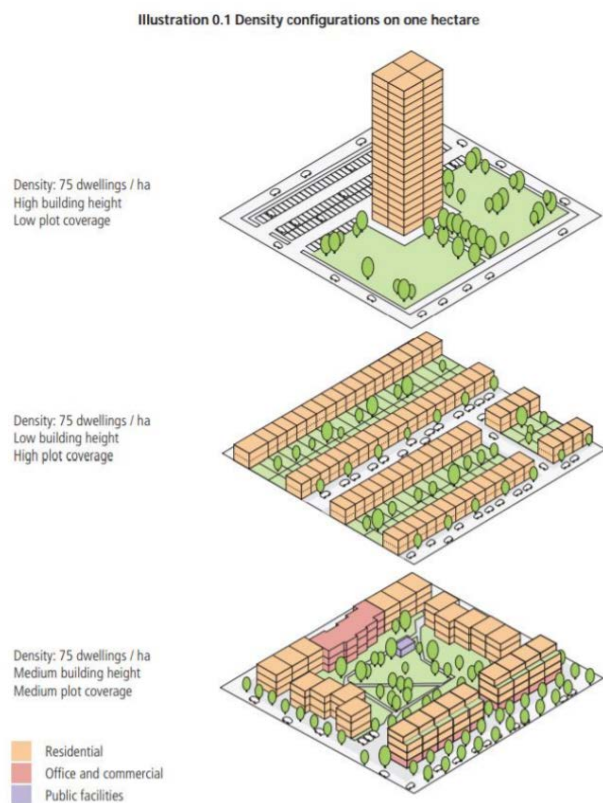 Illustration 0.1 Density configurations on one hectare
Density: 75 dwellings / ha
High building height
Low plot coverage
Density: 75 dwellings / ha
Low building height
High plot coverage
Density: 75 dwellings / ha
Medium building height
Medium plot coverage
Residential
Office and commercial
Public facilities